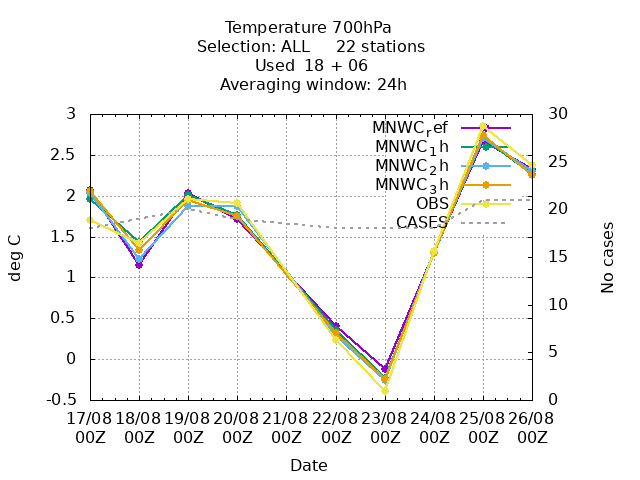 Temperature 700hPa
Selection: ALL     22 stations
Used  18 + 06
Averaging window: 24h
3
2.5
2
1.5
1
0.5
0
-0.5
deg C
30
25
20
15
10
5
0
No cases
MNWC_ref
MNWC_1h
MNWC_2h
MNWC_3h
OBS
CASES
17/08 18/08 19/08 20/08 21/08 22/08 23/08 24/08 25/08 26/08
00Z 00Z 00Z 00Z 00Z 00Z 00Z 00Z 00Z 00Z
Date